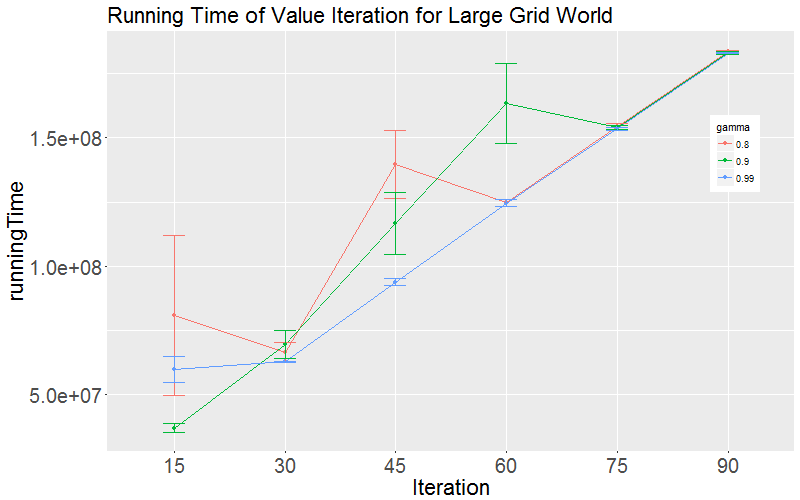 Running Time of Value Iteration for Large Grid World
runningTime
1.5e+08
1.0e+08
5.0e+07
gamma
0.8
0.9
0.99
15 30 45 60 75 90
Iteration